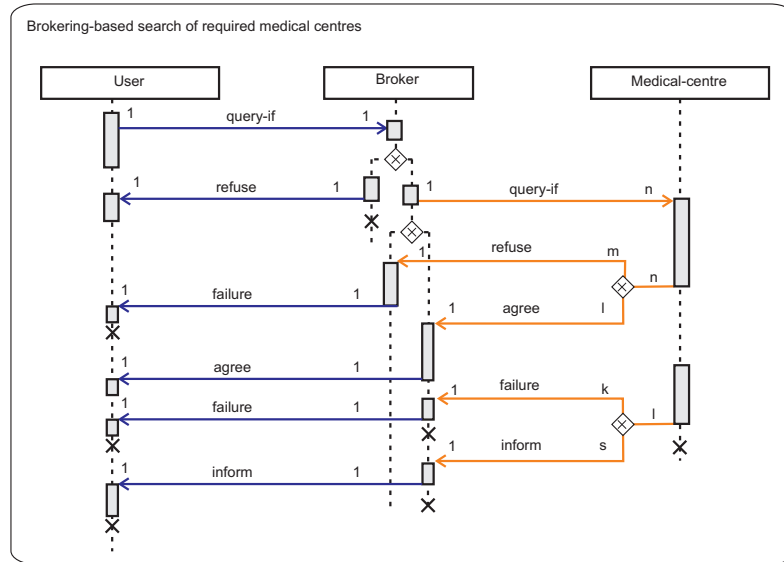 Brokering-based search of required medical centres
User
Broker
Medical-centre
1 query-if 1
1 refuse 1
1 query-if n
1 refuse m
n
1 failure 1
1 agree l
1 agree 1
1 failure k
1 failure 1
l
1 inform s
1 inform 1